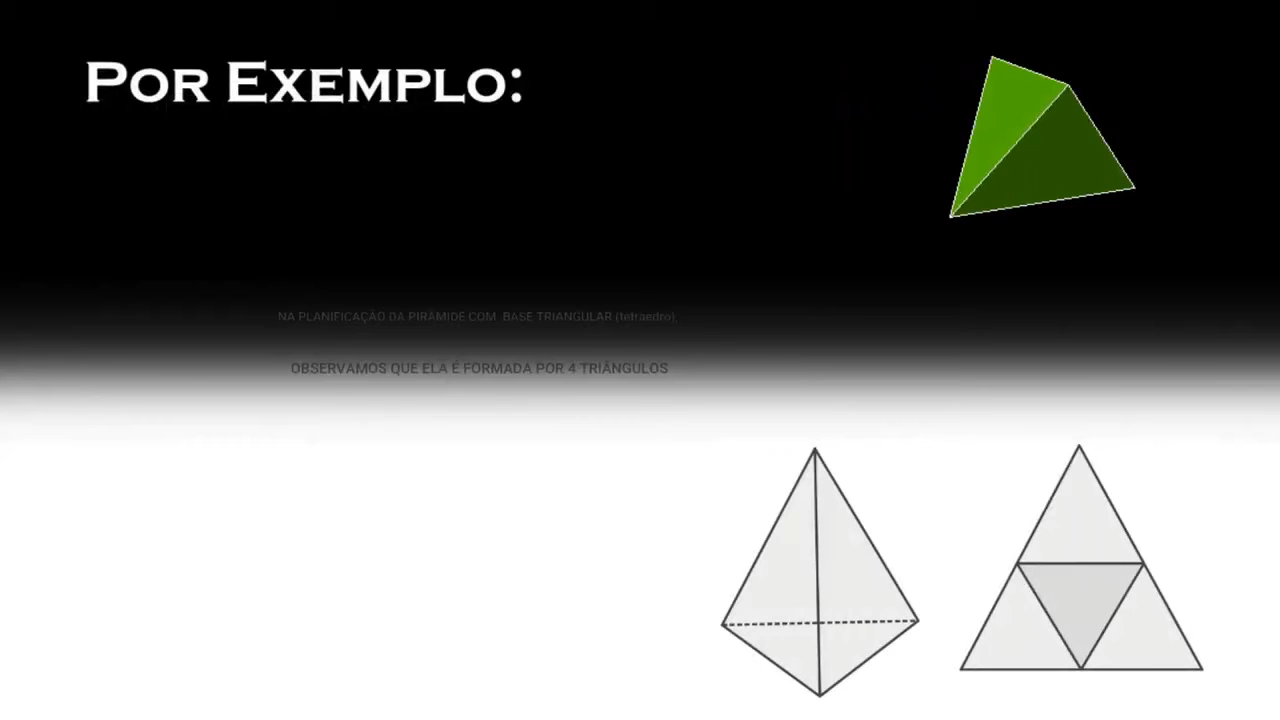 POR EXEMPLO:
NA PLANIFICAÇÃO DA PIRÂMIDE COM BASE TRIANGULAR (tetraedro),
OBSERVAMOS QUE ELA É FORMADA POR 4 TRIÂNGULOS